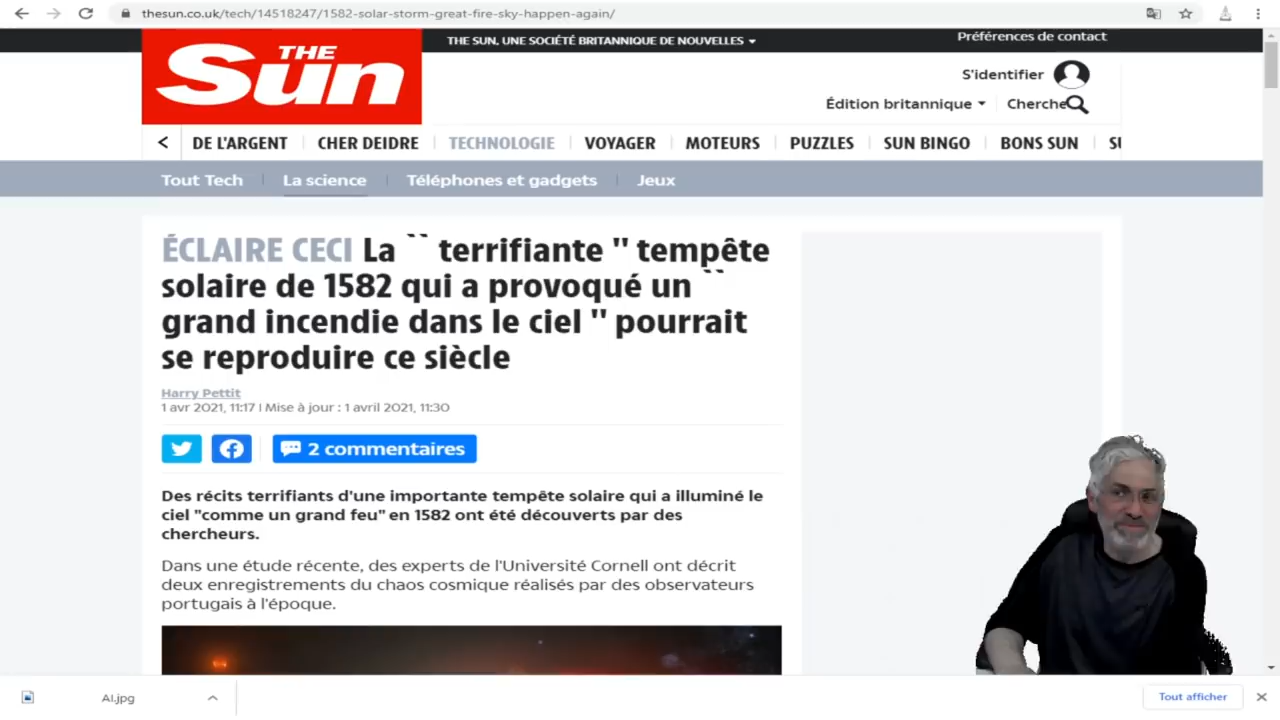 thesun.co.uk/tech/14518247/1582-solar-storm-great-fire-sky-happen-again/
THE SUN, UNE SOCIÉTÉ BRITANNIQUE DE NOUVELLES
Préférences de contact
THE
Sun
S'identifier
Édition britannique
Cherche
DE L'ARGENT
CHER DEIDRE
TECHNOLOGIE
VOYAGER
MOTEURS
PUZZLES
SUN BINGO
BONS SUN
Tout Tech
La science
Téléphones et gadgets
Jeux
ÉCLAIRE CECI La `` terrifiante '' tempête
solaire de 1582 qui a provoqué un ``
grand incendie dans le ciel '' pourrait
se reproduire ce siècle
Harry Pettit
1 avr 2021, 11:17 | Mise à jour : 1 avril 2021, 11:30
2 commentaires
Des récits terrifiants d'une importante tempête solaire qui a illuminé le
ciel "comme un grand feu" en 1582 ont été découverts par des
chercheurs.
Dans une étude récente, des experts de l'Université Cornell ont décrit
deux enregistrements du chaos cosmique réalisés par des observateurs
portugais à l'époque.
AI.jpg
Tout afficher